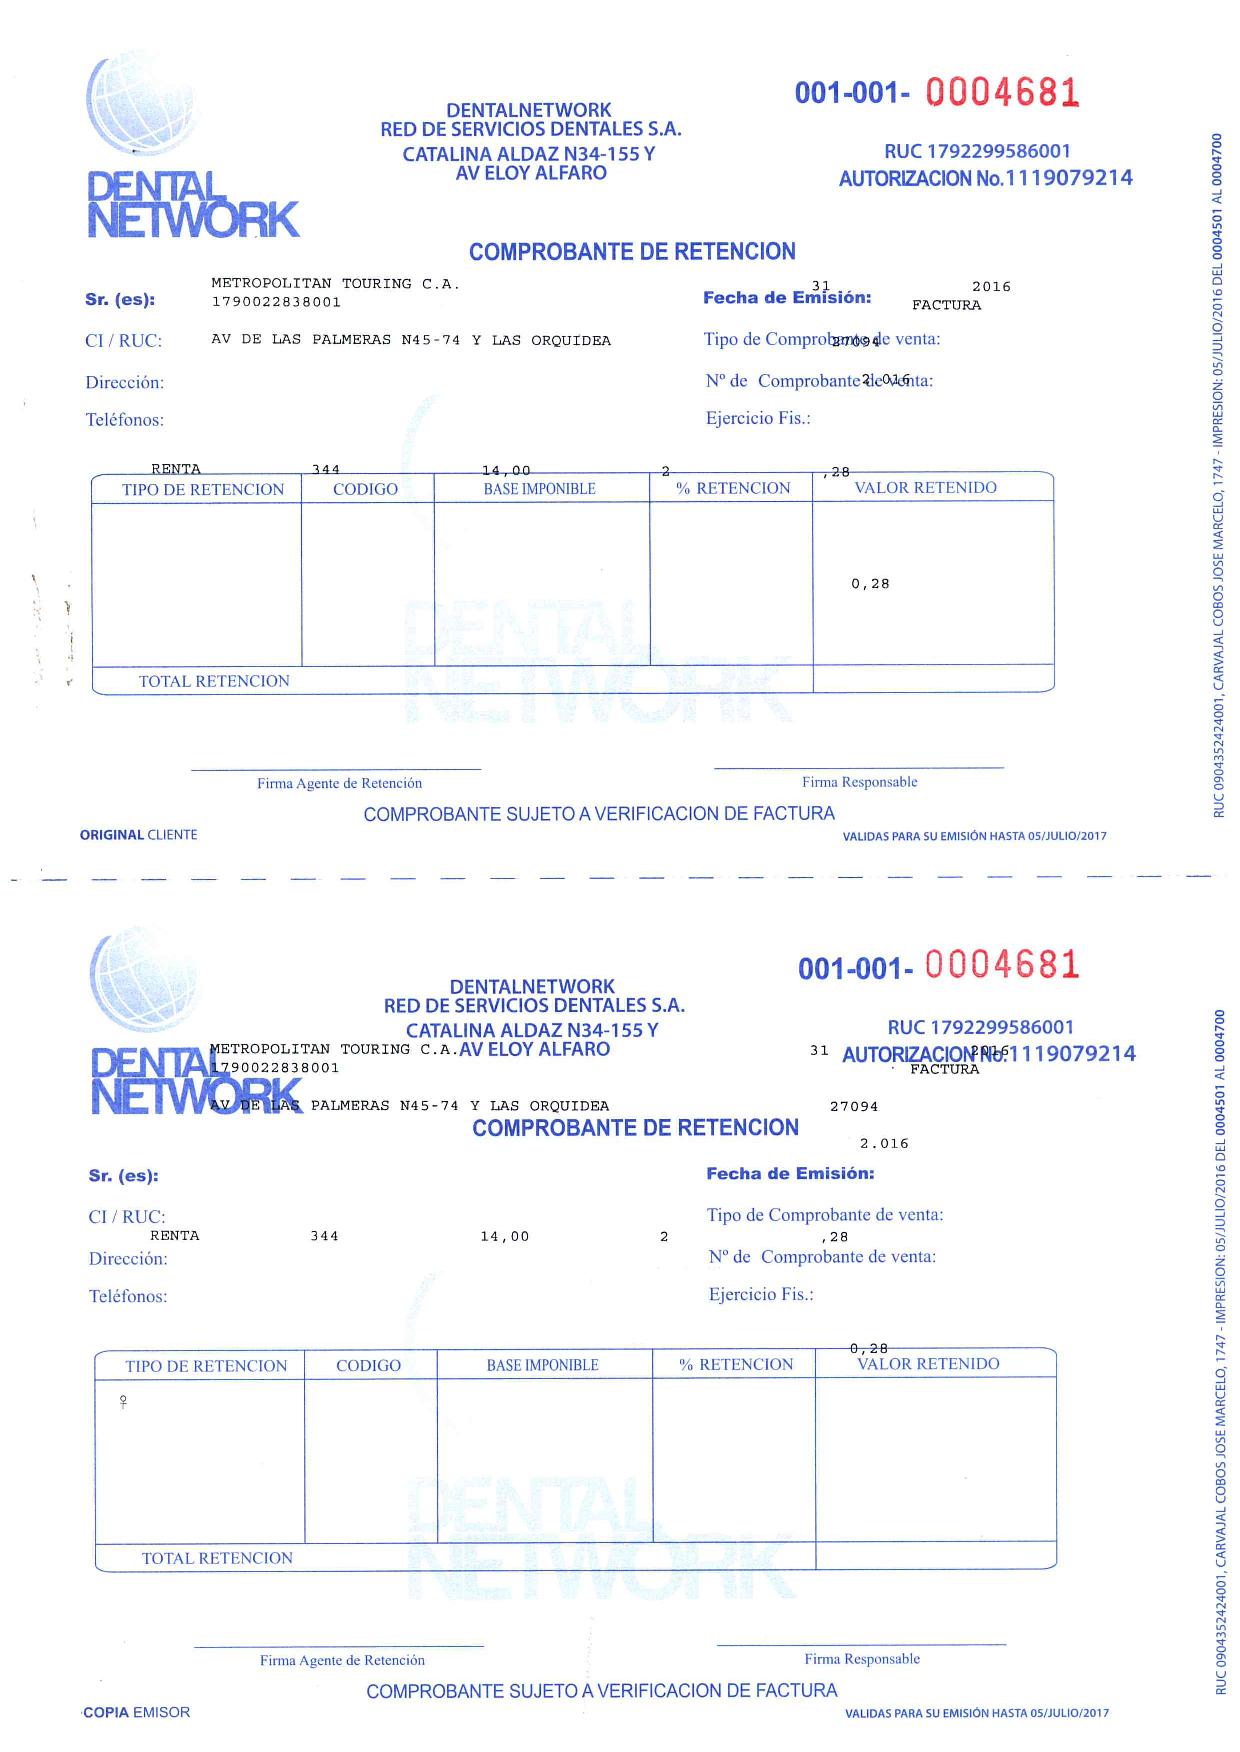 001-001- 0004681
DENTALNETWORK
RED DE SERVICIOS DENTALES S.A.
CATALINA ALDAZ N34-155 Y
AV ELOY ALFARO
RUC 1792299586001
AUTORIZACION No.1119079214
DENTAL
NETWORK
COMPROBANTE DE RETENCION
METROPOLITAN TOURING C.A.
31 2016
Sr. (es): 1790022838001
Fecha de Emisión:
FACTURA
CI / RUC: AV DE LAS PALMERAS N45-74 Y LAS ORQUIDEA
Tipo de Comprobante de venta: 27094
Dirección:
Nº de Comprobante de venta: 2.016
Teléfonos:
Ejercicio Fis.:
RENTA 344 14,00 2 ,28
TIPO DE RETENCION CODIGO BASE IMPONIBLE % RETENCION VALOR RETENIDO
0,28
DENTAL
NETWORK
TOTAL RETENCION
Firma Agente de Retención Firma Responsable
COMPROBANTE SUJETO A VERIFICACION DE FACTURA
ORIGINAL CLIENTE
VALIDAS PARA SU EMISIÓN HASTA 05/JULIO/2017
RUC 0904352424001, CARVAJAL COBOS JOSE MARCELO, 1747 - IMPRESION: 05/JULIO/2016 DEL 0004501 AL 0004700
001-001- 0004681
DENTALNETWORK
RED DE SERVICIOS DENTALES S.A.
CATALINA ALDAZ N34-155 Y
AV ELOY ALFARO
RUC 1792299586001
AUTORIZACION No.1119079214
DENTAL
NETWORK
METROPOLITAN TOURING C.A.
31 2016
1790022838001
FACTURA
AV DE LAS PALMERAS N45-74 Y LAS ORQUIDEA
27094
COMPROBANTE DE RETENCION
2.016
Sr. (es):
Fecha de Emisión:
CI / RUC:
Tipo de Comprobante de venta:
RENTA 344 14,00 2 ,28
Dirección:
Nº de Comprobante de venta:
Teléfonos:
Ejercicio Fis.:
0,28
TIPO DE RETENCION CODIGO BASE IMPONIBLE % RETENCION VALOR RETENIDO
♀
DENTAL
NETWORK
TOTAL RETENCION
Firma Agente de Retención Firma Responsable
COMPROBANTE SUJETO A VERIFICACION DE FACTURA
COPIA EMISOR
VALIDAS PARA SU EMISIÓN HASTA 05/JULIO/2017
RUC 0904352424001, CARVAJAL COBOS JOSE MARCELO, 1747 - IMPRESION: 05/JULIO/2016 DEL 0004501 AL 0004700